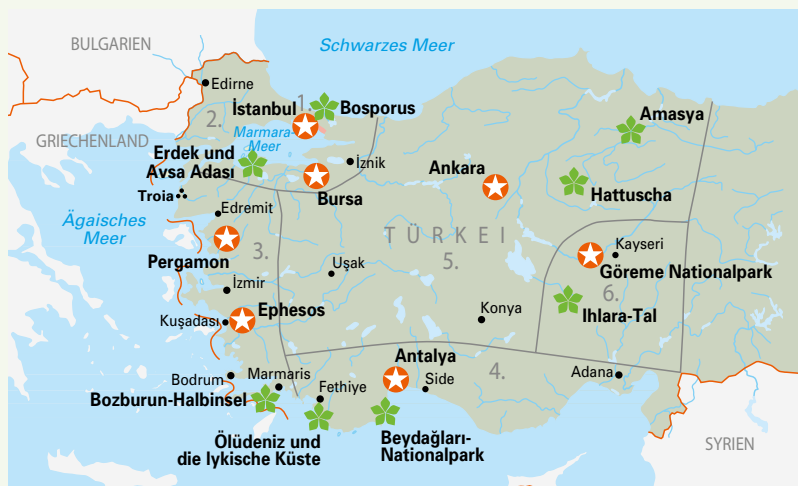 BULGARIEN
Schwarzes Meer
Edirne
İstanbul
1.
Bosporus
2.
Amasya
GRIECHENLAND
Marmara-
Meer
Erdek und
Avsa Adası
İznik
Ankara
Troia
Bursa
Hattuscha
Edremit
Ägaisches
Meer
TÜRKEI
3.
5.
Kayseri
Pergamon
Uşak
Göreme Nationalpark
İzmir
6.
Ephesos
Kuşadası
Konya
Ihlara-Tal
Antalya
4.
Bodrum
Marmaris
Fethiye
Side
Adana
Bozburun-Halbinsel
Ölüdeniz und
die lykische Küste
Beydağları-
Nationalpark
SYRIEN